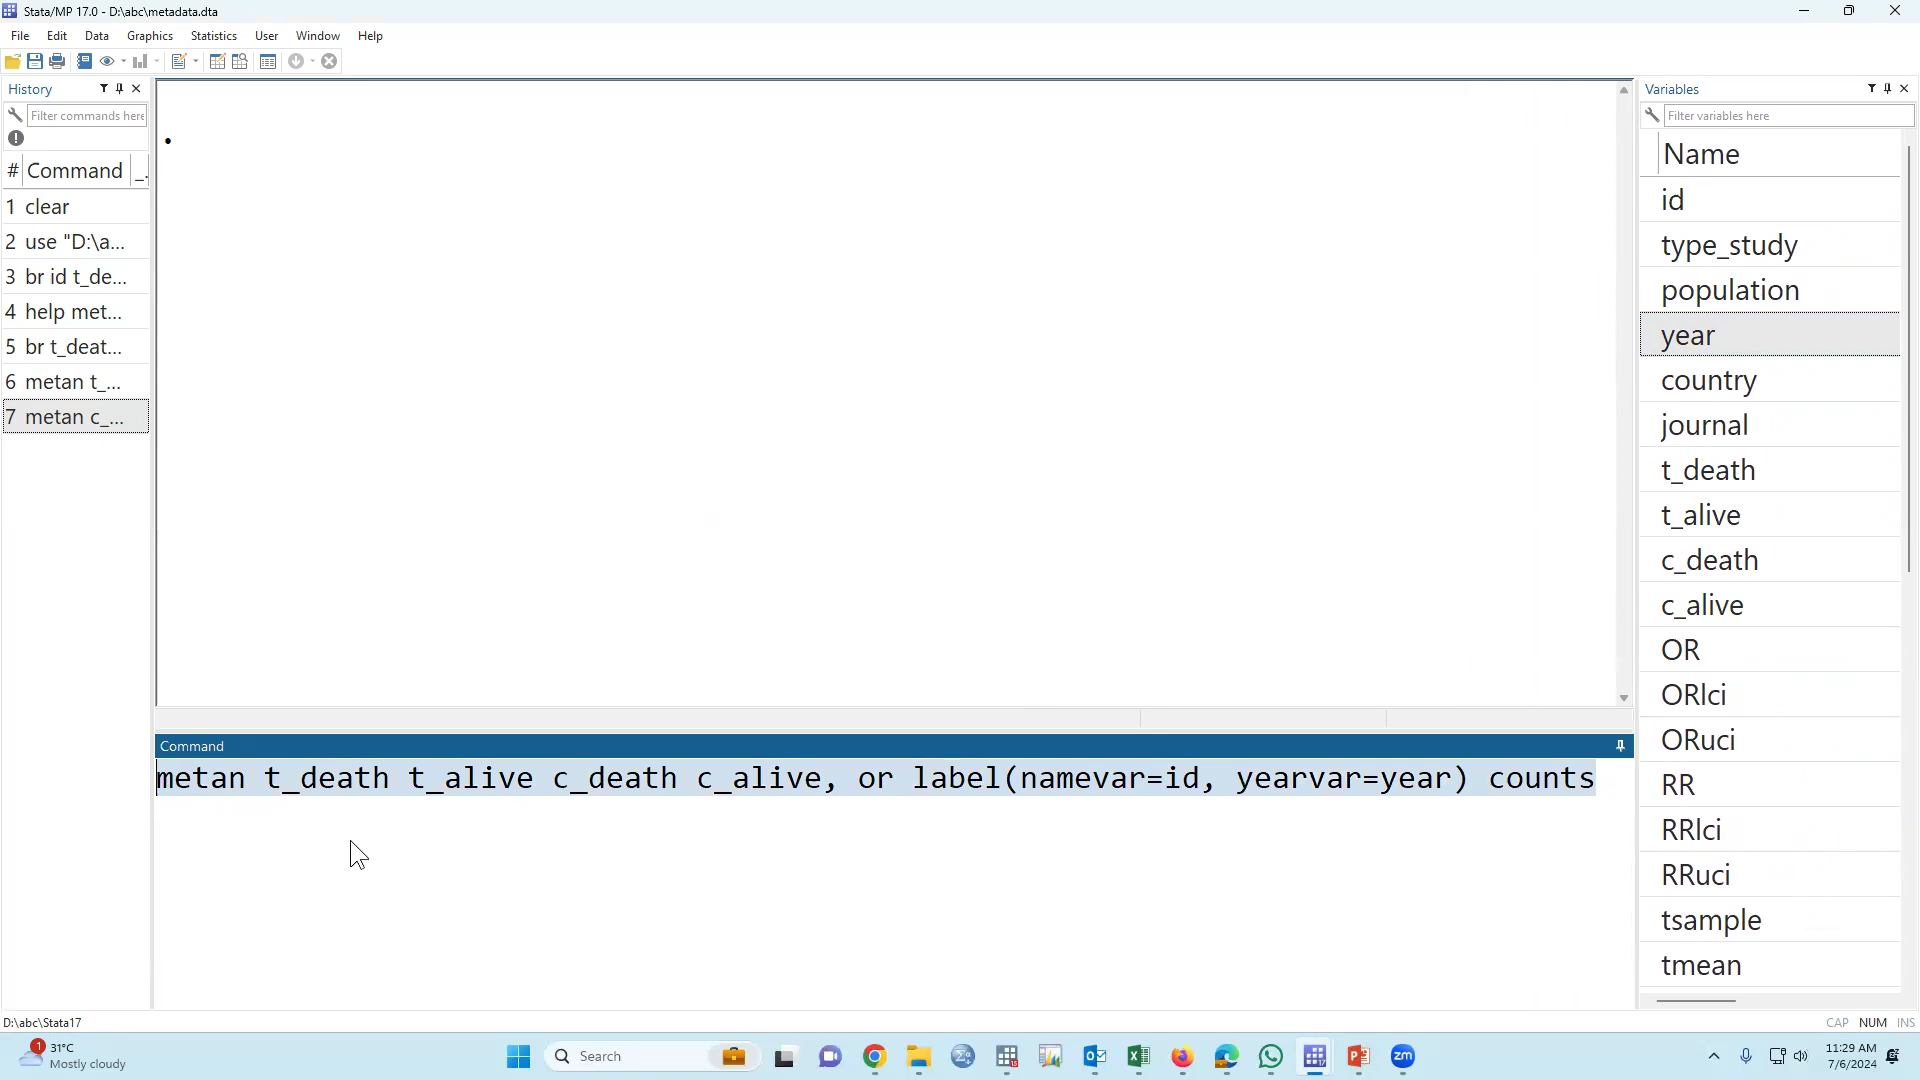 Stata/MP 17.0 - D:\abc\metadata.dta
File Edit Data Graphics Statistics User Window Help
History
Filter commands here
# Command _.
1 clear
2 use "D:\a...
3 br id t_de...
4 help met...
5 br t_deat...
6 metan t_...
7 metan c_...
.
Command
metan t_death t_alive c_death c_alive, or label(namevar=id, yearvar=year) counts
Variables
Filter variables here
Name
id
type_study
population
year
country
journal
t_death
t_alive
c_death
c_alive
OR
ORlci
ORuci
RR
RRlci
RRuci
tsample
tmean
D:\abc\Stata17
CAP NUM INS
1
31°C
Mostly cloudy
Search
15
17
zm
11:29 AM
7/6/2024